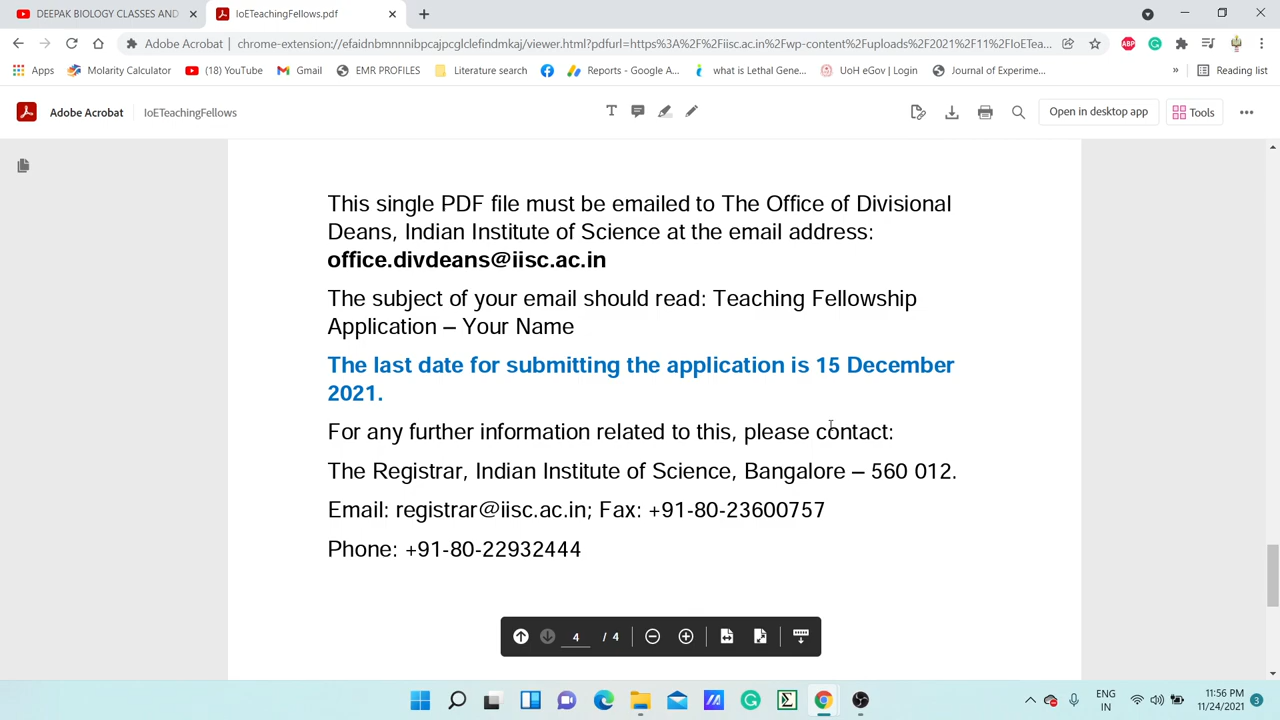 DEEPAK BIOLOGY CLASSES AND
IoETeachingFellows.pdf
Adobe Acrobat
chrome-extension://efaidnbmnnnibpcajpcglclefindmkaj/viewer.html?pdfurl=https%3A%2F%2Fiisc.ac.in%2Fwp-content%2Fuploads%2F2021%2F11%2FIoETea...
ABP
Apps
Molarity Calculator
(18) YouTube
Gmail
EMR PROFILES
Literature search
Reports - Google A...
what is Lethal Gene...
UoH eGov | Login
Journal of Experime...
»
Reading list
Adobe Acrobat
IoETeachingFellows
Open in desktop app
Tools
This single PDF file must be emailed to The Office of Divisional
Deans, Indian Institute of Science at the email address:
office.divdeans@iisc.ac.in
The subject of your email should read: Teaching Fellowship
Application – Your Name
The last date for submitting the application is 15 December
2021.
For any further information related to this, please contact:
The Registrar, Indian Institute of Science, Bangalore – 560 012.
Email: registrar@iisc.ac.in; Fax: +91-80-23600757
Phone: +91-80-22932444
4 / 4
ENG
IN
11:56 PM
11/24/2021
3